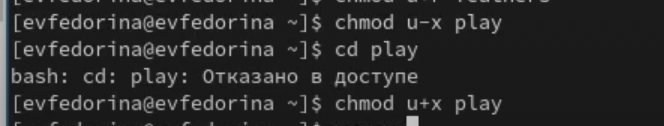 [evfedorina@evfedorina ~]$ chmod u-x play
[evfedorina@evfedorina ~]$ cd play
bash: cd: play: Отказано в доступе
[evfedorina@evfedorina ~]$ chmod u+x play